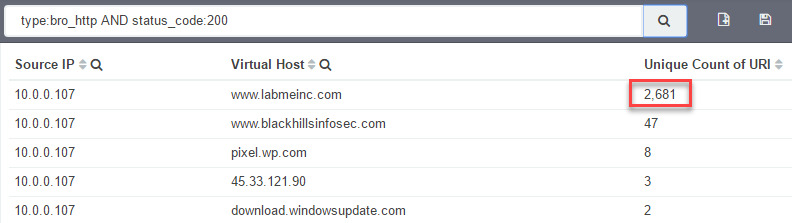 type:bro_http AND status_code:200
Source IP Virtual Host Unique Count of URI
10.0.0.107 www.labmeinc.com 2,681
10.0.0.107 www.blackhillsinfosec.com 47
10.0.0.107 pixel.wp.com 8
10.0.0.107 45.33.121.90 3
10.0.0.107 download.windowsupdate.com 2